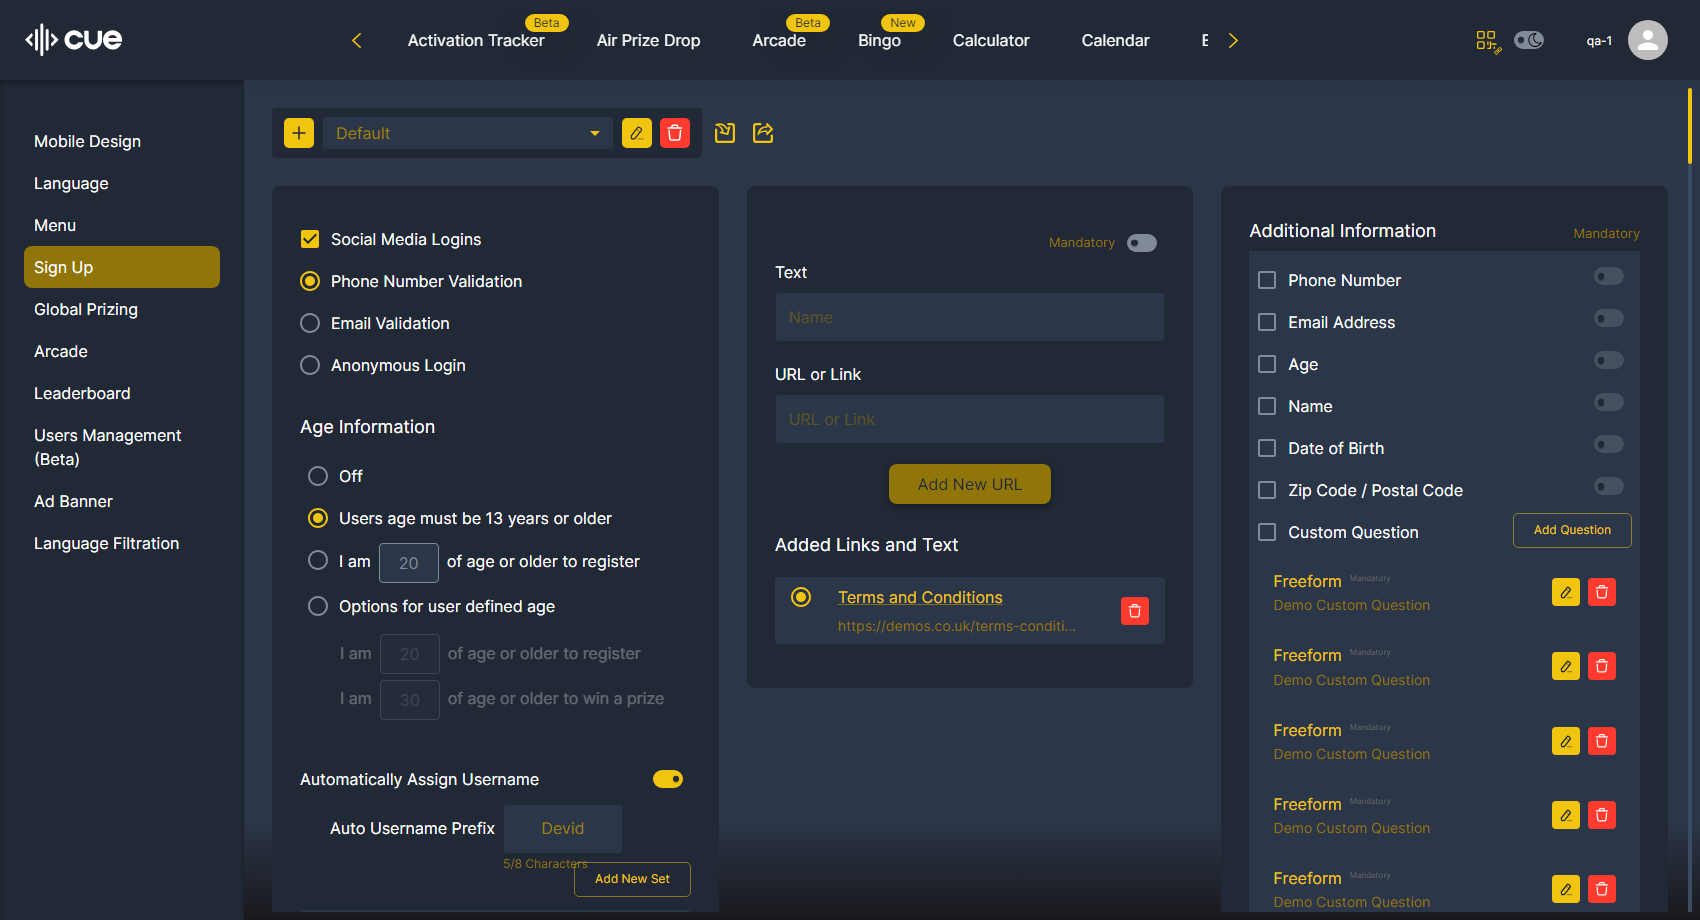 cue
Activation Tracker
Beta
Air Prize Drop
Arcade
Beta
Bingo
New
Calculator
Calendar
qa-1
Mobile Design
Language
Menu
Sign Up
Global Prizing
Arcade
Leaderboard
Users Management
(Beta)
Ad Banner
Language Filtration
Default
Social Media Logins
Phone Number Validation
Email Validation
Anonymous Login
Age Information
Off
Users age must be 13 years or older
I am 20 of age or older to register
Options for user defined age
I am 20 of age or older to register
I am 30 of age or older to win a prize
Automatically Assign Username
Auto Username Prefix Devid
5/8 Characters
Add New Set
Mandatory
Text
Name
URL or Link
URL or Link
Add New URL
Added Links and Text
Terms and Conditions
https://demos.co.uk/terms-conditi...
Additional Information Mandatory
Phone Number
Email Address
Age
Name
Date of Birth
Zip Code / Postal Code
Custom Question Add Question
Freeform Mandatory
Demo Custom Question
Freeform Mandatory
Demo Custom Question
Freeform Mandatory
Demo Custom Question
Freeform Mandatory
Demo Custom Question
Freeform Mandatory
Demo Custom Question